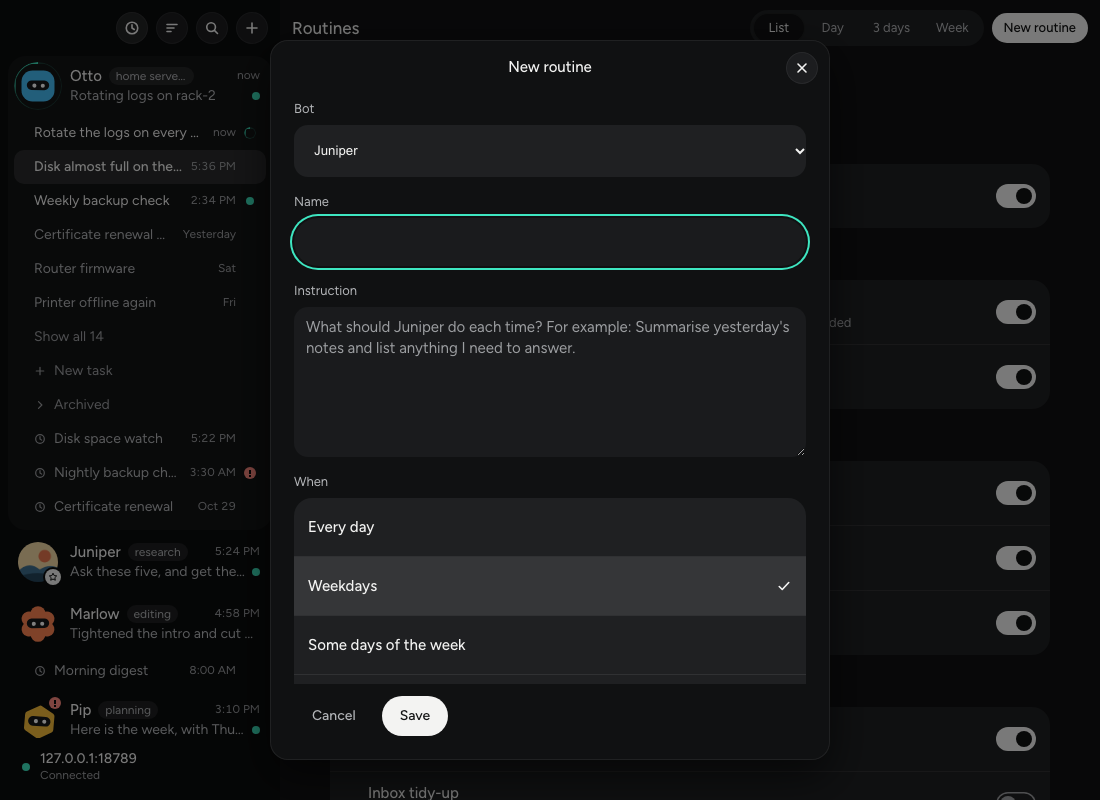 Routines
List
Day
3 days
Week
New routine
Otto
home serve...
now
Rotating logs on rack-2
Rotate the logs on every ...
now
Disk almost full on the...
5:36 PM
Weekly backup check
2:34 PM
Certificate renewal ...
Yesterday
Router firmware
Sat
Printer offline again
Fri
Show all 14
New task
Archived
Disk space watch
5:22 PM
Nightly backup ch...
3:30 AM
Certificate renewal
Oct 29
Juniper
research
5:24 PM
Ask these five, and get the...
Marlow
editing
4:58 PM
Tightened the intro and cut ...
Morning digest
8:00 AM
Pip
planning
3:10 PM
Here is the week, with Thu...
127.0.0.1:18789
Connected
New routine
Bot
Juniper
Name
Instruction
What should Juniper do each time? For example: Summarise yesterday's
notes and list anything I need to answer.
When
Every day
Weekdays
Some days of the week
Cancel
Save
ded
Inbox tidy-up